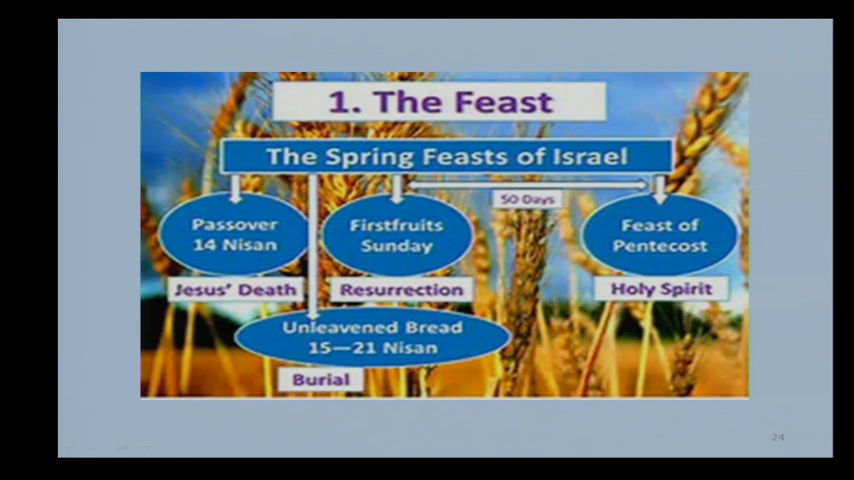 1. The Feast
The Spring Feasts of Israel
50 Days
Passover
14 Nisan
Firstfruits
Sunday
Feast of
Pentecost
Jesus' Death
Resurrection
Holy Spirit
Unleavened Bread
15—21 Nisan
Burial
24